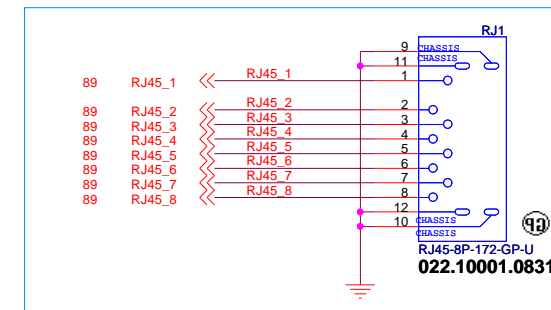 RJ1
9 CHASSIS
11 CHASSIS
89 RJ45_1 RJ45_1 1
89 RJ45_2 RJ45_2 2
89 RJ45_3 RJ45_3 3
89 RJ45_4 RJ45_4 4
89 RJ45_5 RJ45_5 5
89 RJ45_6 RJ45_6 6
89 RJ45_7 RJ45_7 7
89 RJ45_8 RJ45_8 8
12 CHASSIS
10 CHASSIS
RJ45-8P-172-GP-U
022.10001.0831